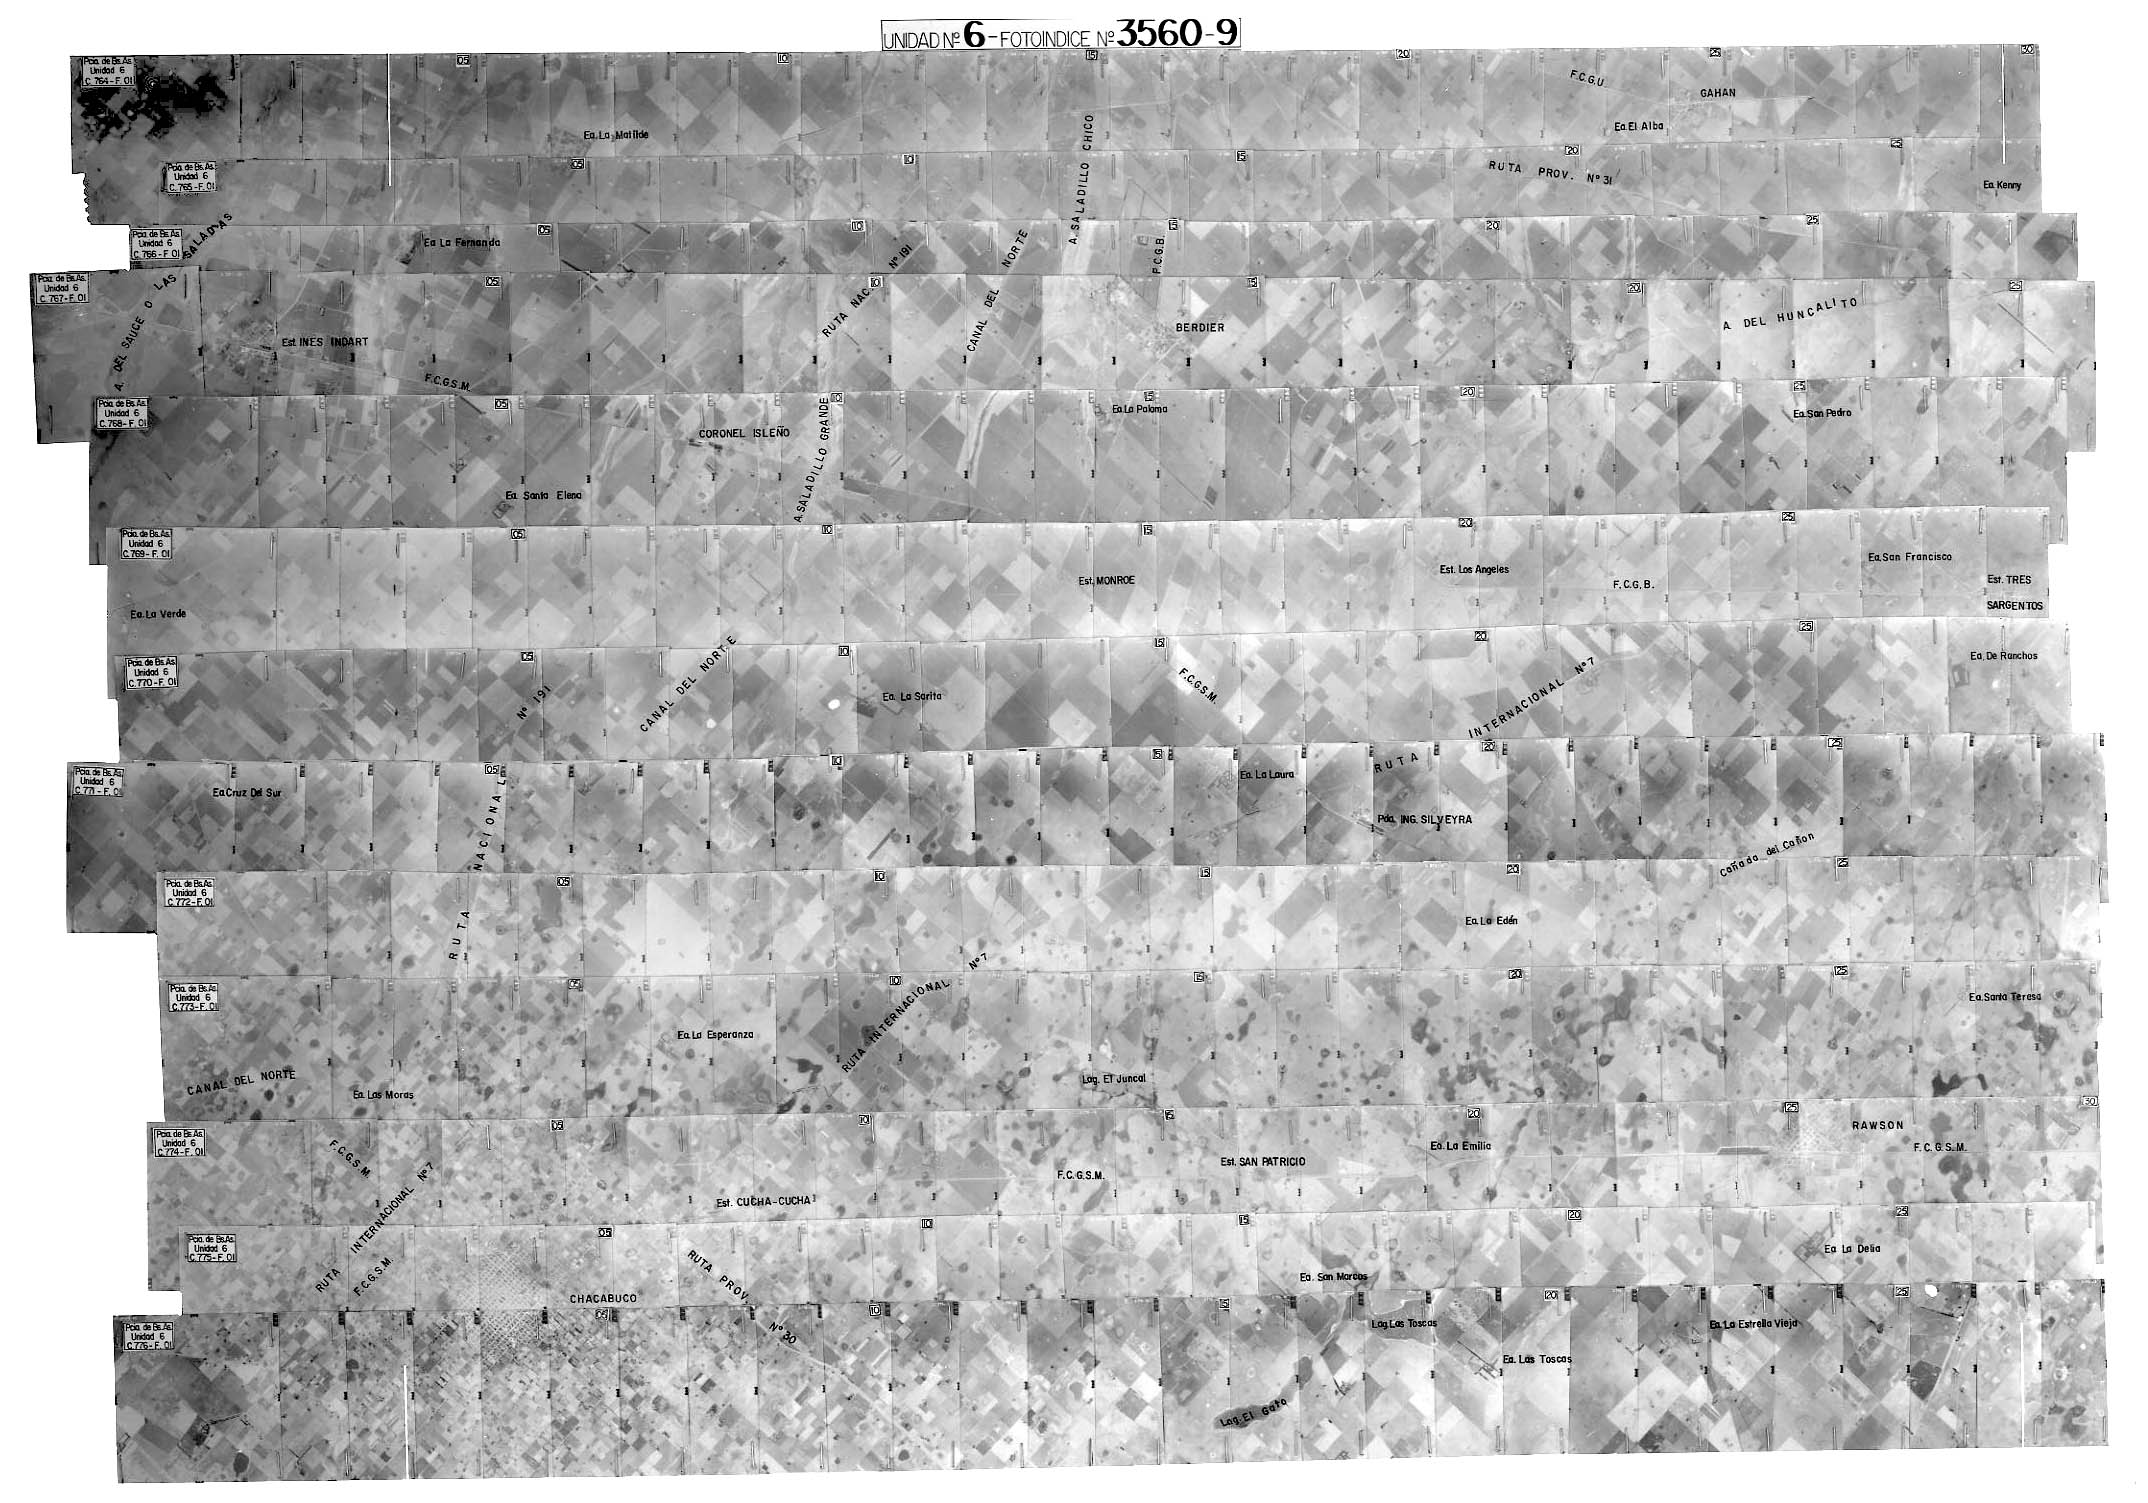 UNIDAD Nº 6 - FOTOINDICE Nº 3560-9
Pcia. de Bs. As.
Unidad 6
C. 764 - F. 01
05
10
15
20
25
30
F.C.G.U
GAHAN
Ea. La Matilde
Ea. El Alba
A. SALADILLO CHICO
Pcia. de Bs. As.
Unidad 6
C. 765 - F. 01
05
10
15
20
25
RUTA PROV. Nº 31
Ea. Kenny
Pcia. de Bs. As.
Unidad 6
C. 766 - F. 01
05
10
15
20
25
Ea. La Fernanda
Pcia. de Bs. As.
Unidad 6
C. 767 - F. 01
05
10
15
20
25
A. DEL SAUCE O LAS SALADAS
RUTA NAC. Nº 191
CANAL DEL NORTE
F.C.G.B.
BERDIER
A. DEL HUNCALITO
Est. INES INDART
F.C.G.S.M.
Pcia. de Bs. As.
Unidad 6
C. 768 - F. 01
05
10
15
20
25
CORONEL ISLEÑO
A. SALADILLO GRANDE
Ea. La Paloma
Ea. San Pedro
Ea. Santa Elena
Pcia. de Bs. As.
Unidad 6
C. 769 - F. 01
05
10
15
20
25
Ea. La Verde
Est. MONROE
Est. Los Angeles
F.C.G.B.
Ea. San Francisco
Est. TRES
SARGENTOS
Pcia. de Bs. As.
Unidad 6
C. 770 - F. 01
05
10
15
20
25
Nº 191
CANAL DEL NORTE
Ea. La Sarita
F.C.G.S.M.
RUTA INTERNACIONAL Nº 7
Ea. De Ranchos
Pcia. de Bs. As.
Unidad 6
C. 771 - F. 01
05
10
15
20
25
Ea. Cruz Del Sur
RUTA NACIONAL
Ea. La Laura
Pda. ING. SILVEYRA
Cañada del Cañon
Pcia. de Bs. As.
Unidad 6
C. 772 - F. 01
05
10
15
20
25
Ea. La Edén
Pcia. de Bs. As.
Unidad 6
C. 773 - F. 01
05
10
15
20
25
CANAL DEL NORTE
Ea. Las Moras
Ea. La Esperanza
RUTA INTERNACIONAL Nº 7
Lag. El Juncal
Ea. Santa Teresa
Pcia. de Bs. As.
Unidad 6
C. 774 - F. 01
05
10
15
20
25
30
F.C.G.S.M.
RUTA INTERNACIONAL Nº 7
Est. CUCHA-CUCHA
F.C.G.S.M.
Est. SAN PATRICIO
Ea. La Emilia
RAWSON
F.C.G.S.M.
Pcia. de Bs. As.
Unidad 6
C. 775 - F. 01
05
10
15
20
25
F.C.G.S.M.
CHACABUCO
RUTA PROV. Nº 30
Ea. San Marcos
Ea. La Delia
Pcia. de Bs. As.
Unidad 6
C. 776 - F. 01
05
10
15
20
25
Lag. Las Toscas
Ea. Las Toscas
Ea. La Estrella Vieja
Lag. El Gato